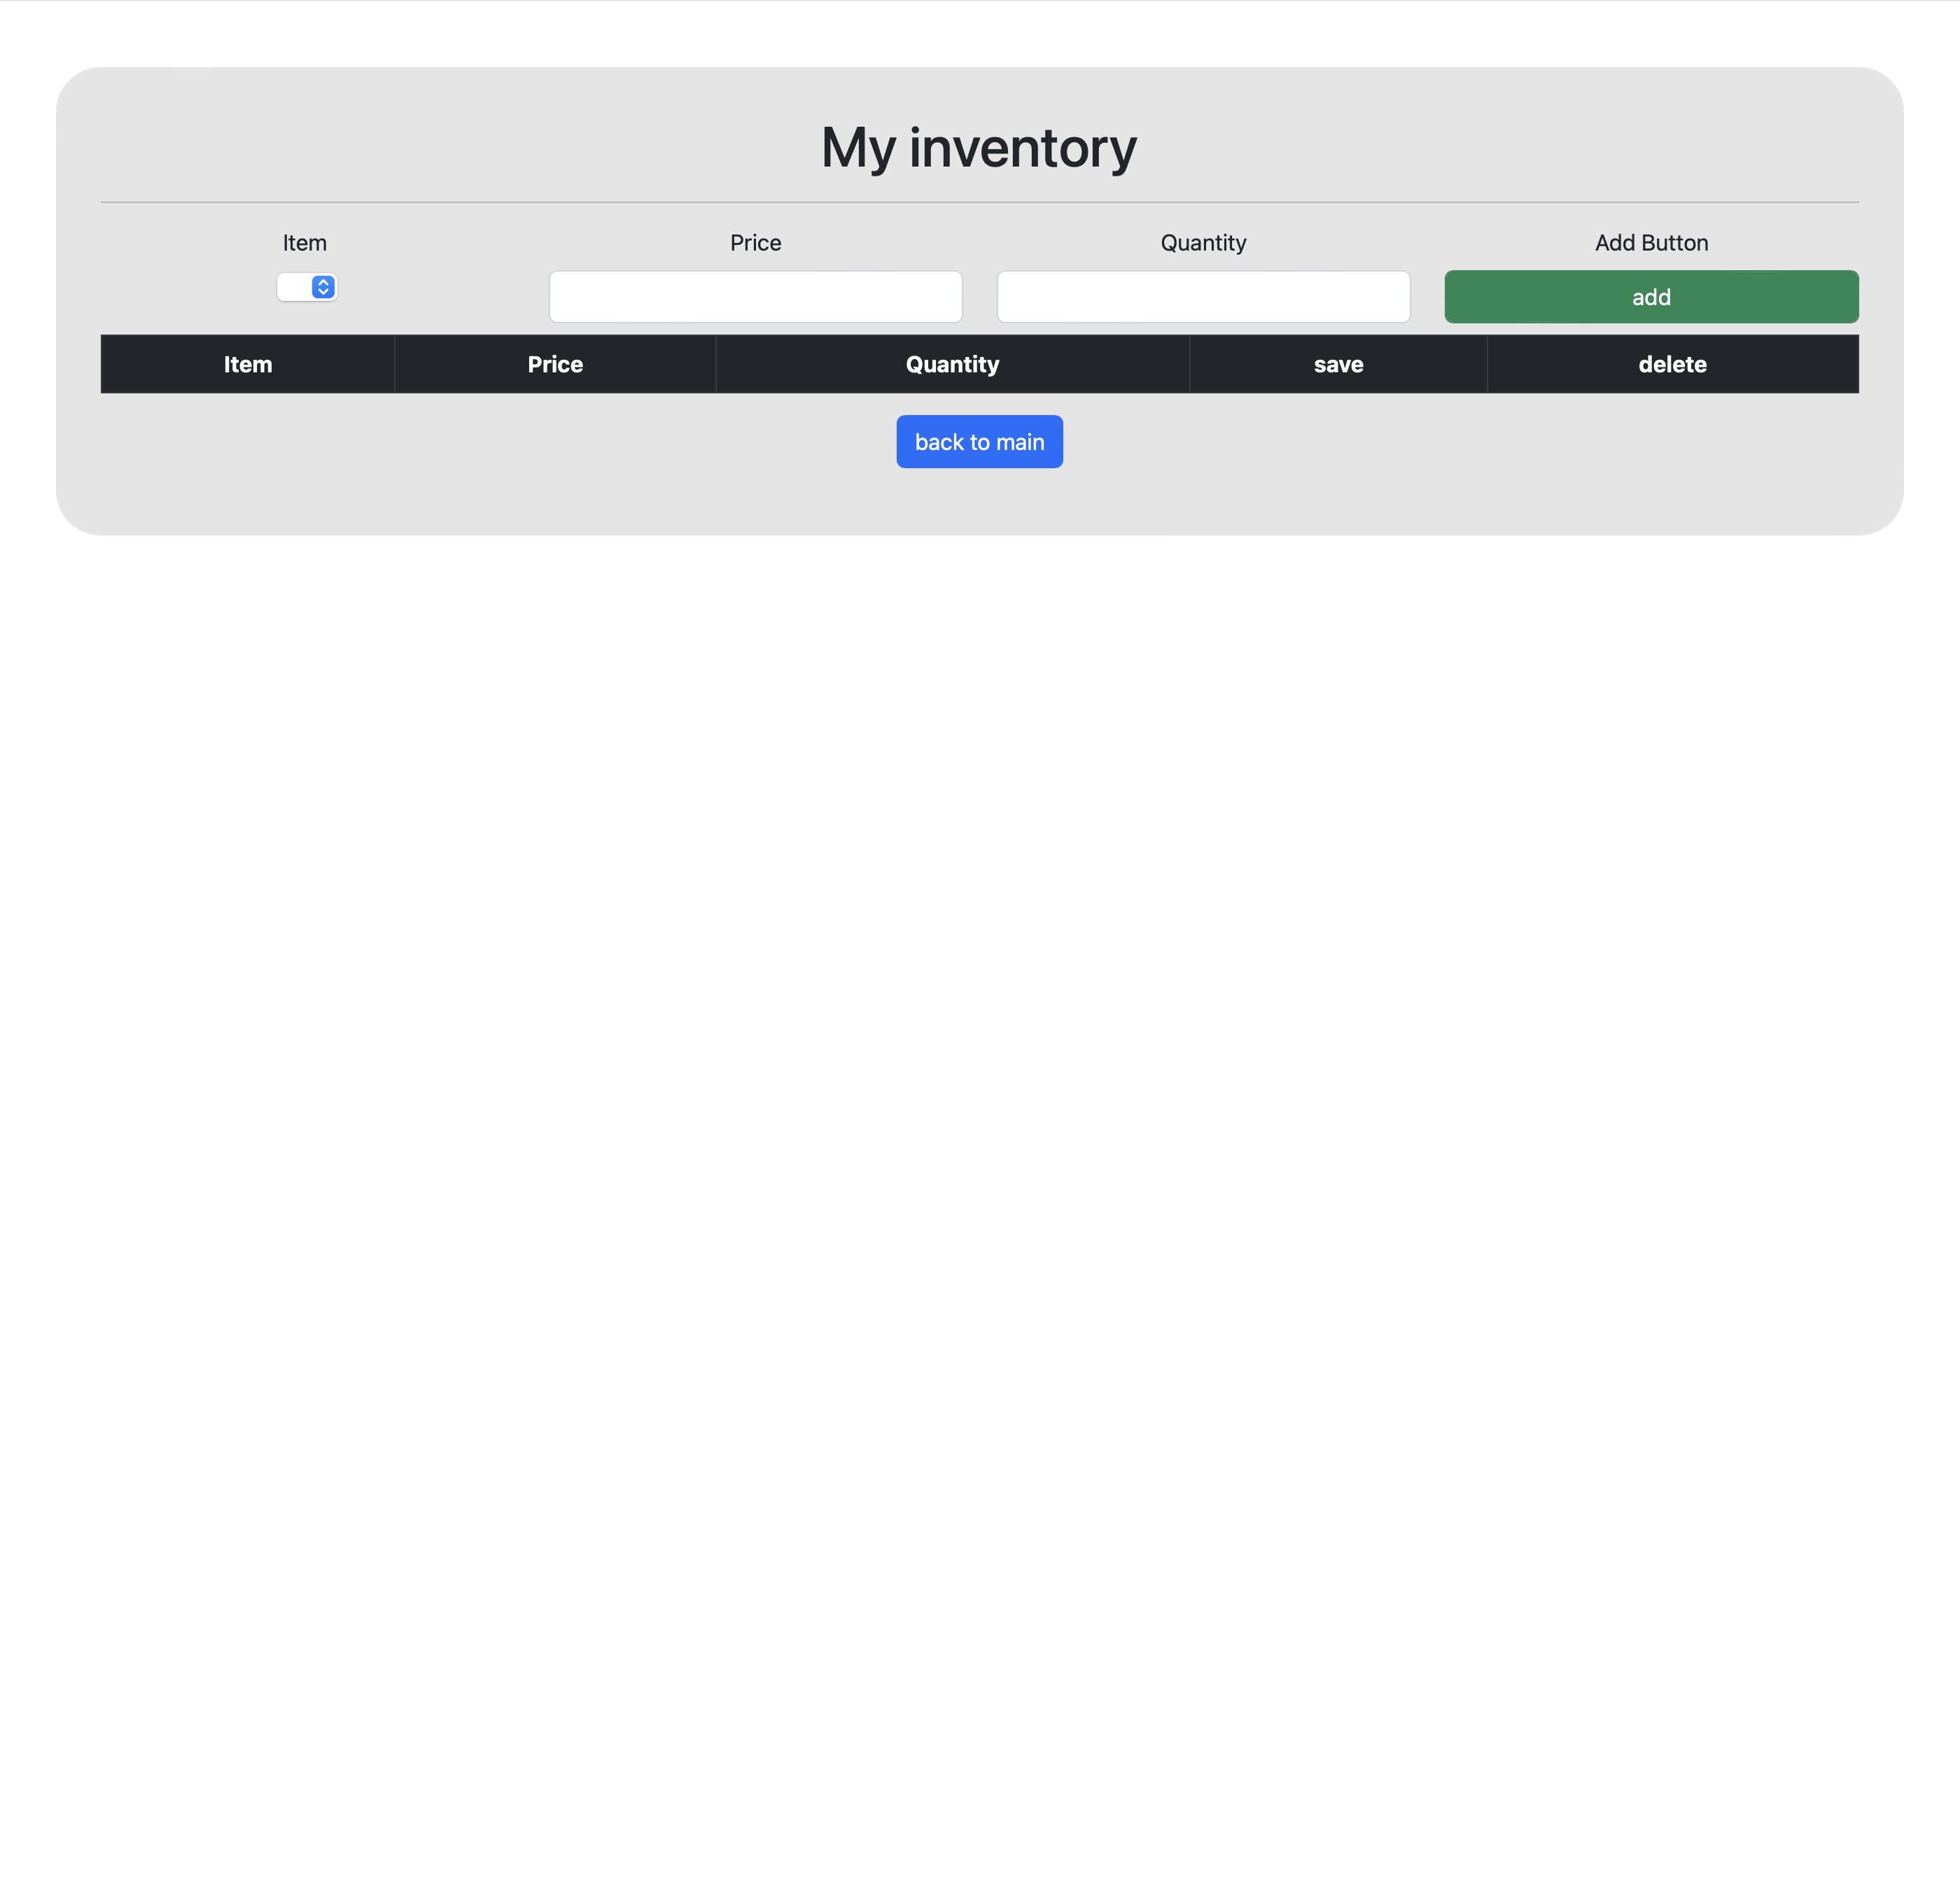 My inventory
Item Price Quantity Add Button
add
Item Price Quantity save delete
back to main